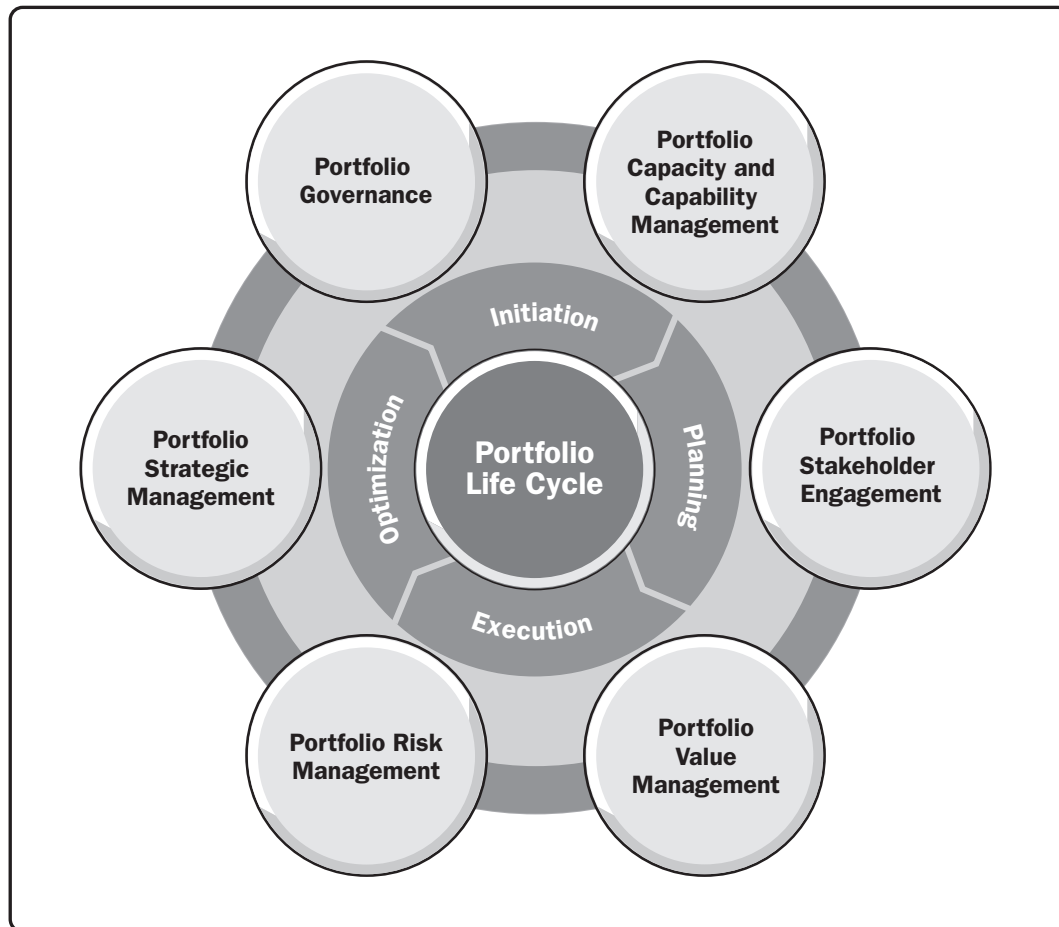 Portfolio
Governance
Portfolio
Capacity and
Capability
Management
Initiation
Portfolio
Strategic
Management
Optimization
Portfolio
Life Cycle
Planning
Portfolio
Stakeholder
Engagement
Execution
Portfolio Risk
Management
Portfolio
Value
Management